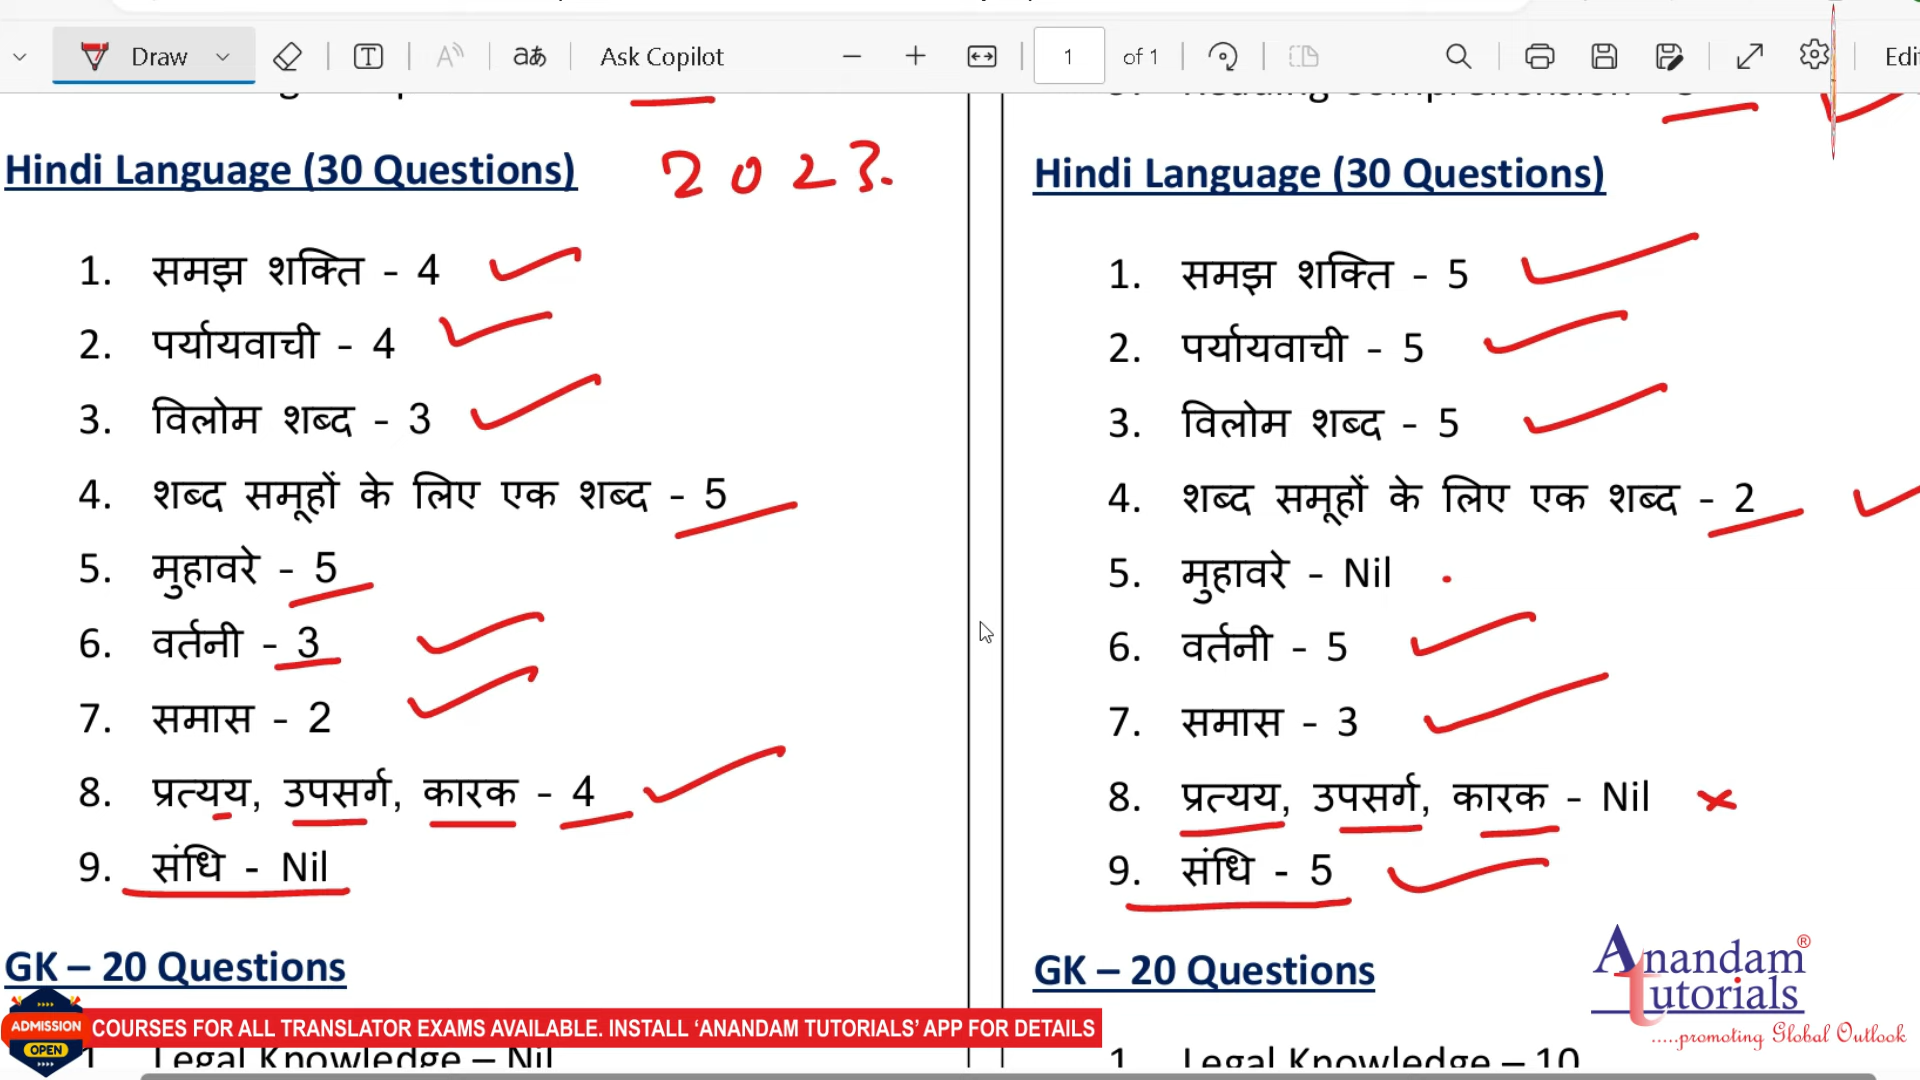 Draw
T
aあ
Ask Copilot
1 of 1
Hindi Language (30 Questions)
2023.
1. समझ शक्ति - 4
2. पर्यायवाची - 4
3. विलोम शब्द - 3
4. शब्द समूहों के लिए एक शब्द - 5
5. मुहावरे - 5
6. वर्तनी - 3
7. समास - 2
8. प्रत्यय, उपसर्ग, कारक - 4
9. संधि - Nil
GK – 20 Questions
1. Legal Knowledge – Nil
Reading Comprehension
Hindi Language (30 Questions)
1. समझ शक्ति - 5
2. पर्यायवाची - 5
3. विलोम शब्द - 5
4. शब्द समूहों के लिए एक शब्द - 2
5. मुहावरे - Nil
6. वर्तनी - 5
7. समास - 3
8. प्रत्यय, उपसर्ग, कारक - Nil
9. संधि - 5
GK – 20 Questions
1. Legal Knowledge – 10
Anandam®
Tutorials
.....promoting Global Outlook
ADMISSION
OPEN
COURSES FOR ALL TRANSLATOR EXAMS AVAILABLE. INSTALL ‘ANANDAM TUTORIALS’ APP FOR DETAILS